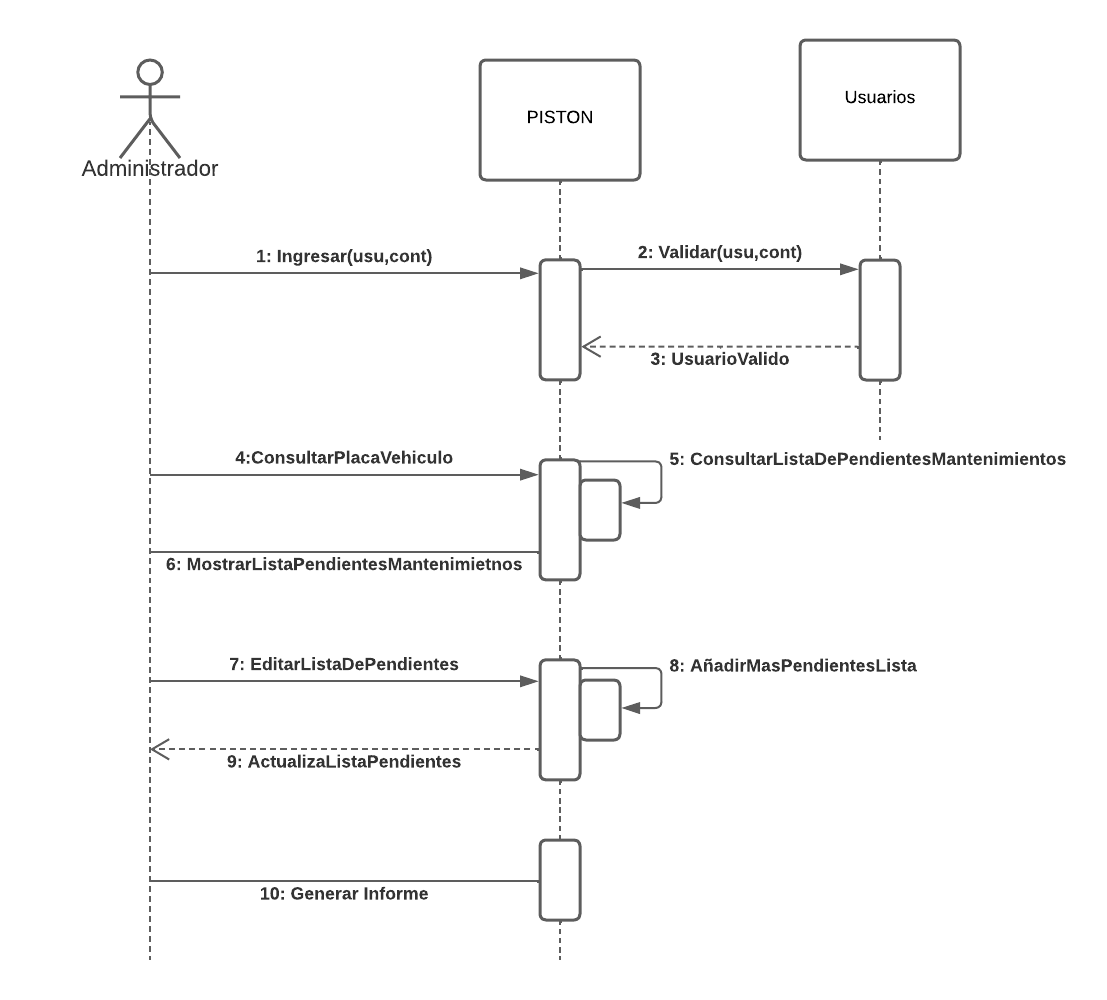 Administrador
PISTON
Usuarios
1: Ingresar(usu,cont)
2: Validar(usu,cont)
3: UsuarioValido
4:ConsultarPlacaVehiculo
5: ConsultarListaDePendientesMantenimientos
6: MostrarListaPendientesMantenimietnos
7: EditarListaDePendientes
8: AñadirMasPendientesLista
9: ActualizaListaPendientes
10: Generar Informe